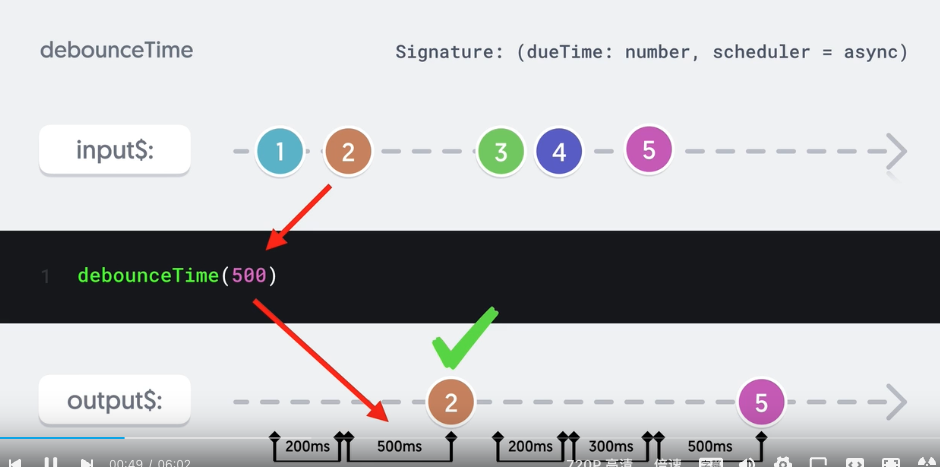 debounceTime
Signature: (dueTime: number, scheduler = async)
input$:
1 2 3 4 5
1 debounceTime(500)
output$:
2 5
200ms 500ms 200ms 300ms 500ms
00:49 / 06:02 720P 高清 倍速